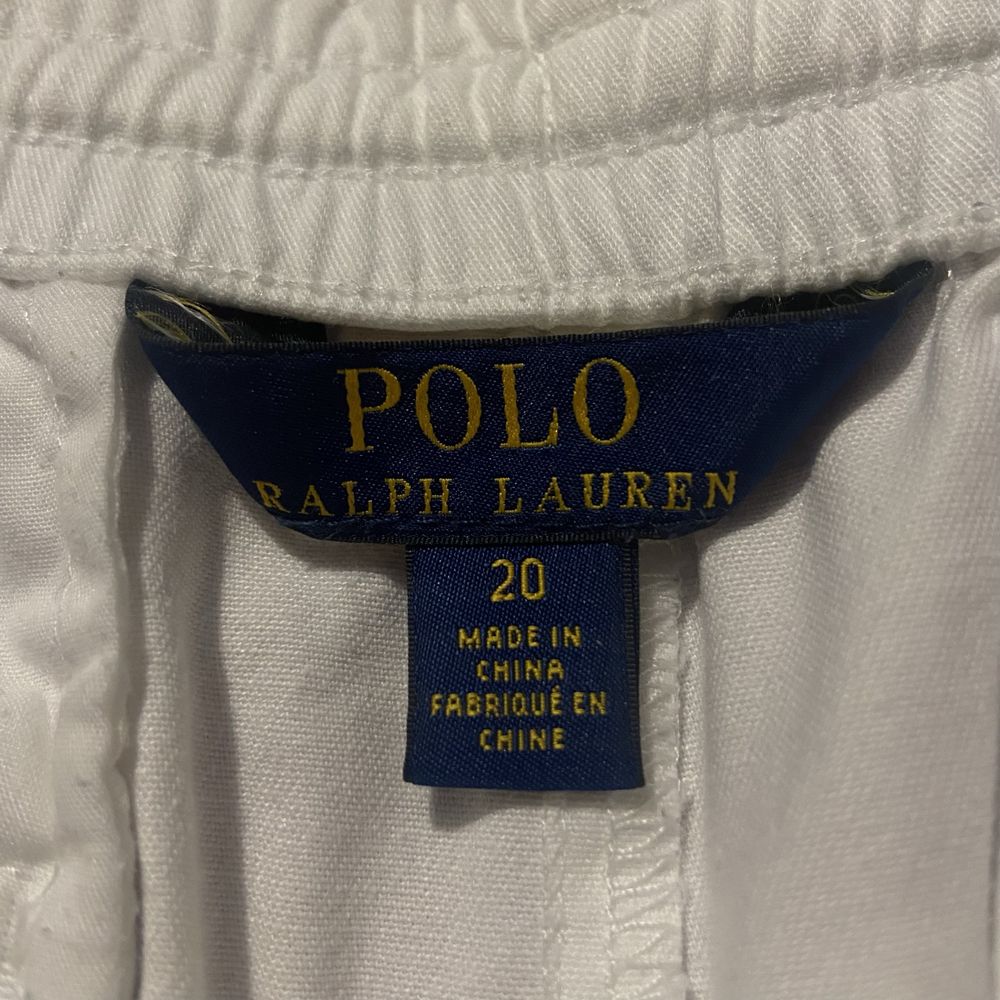 POLO
RALPH LAUREN
20
MADE IN
CHINA
FABRIQUÉ EN
CHINE